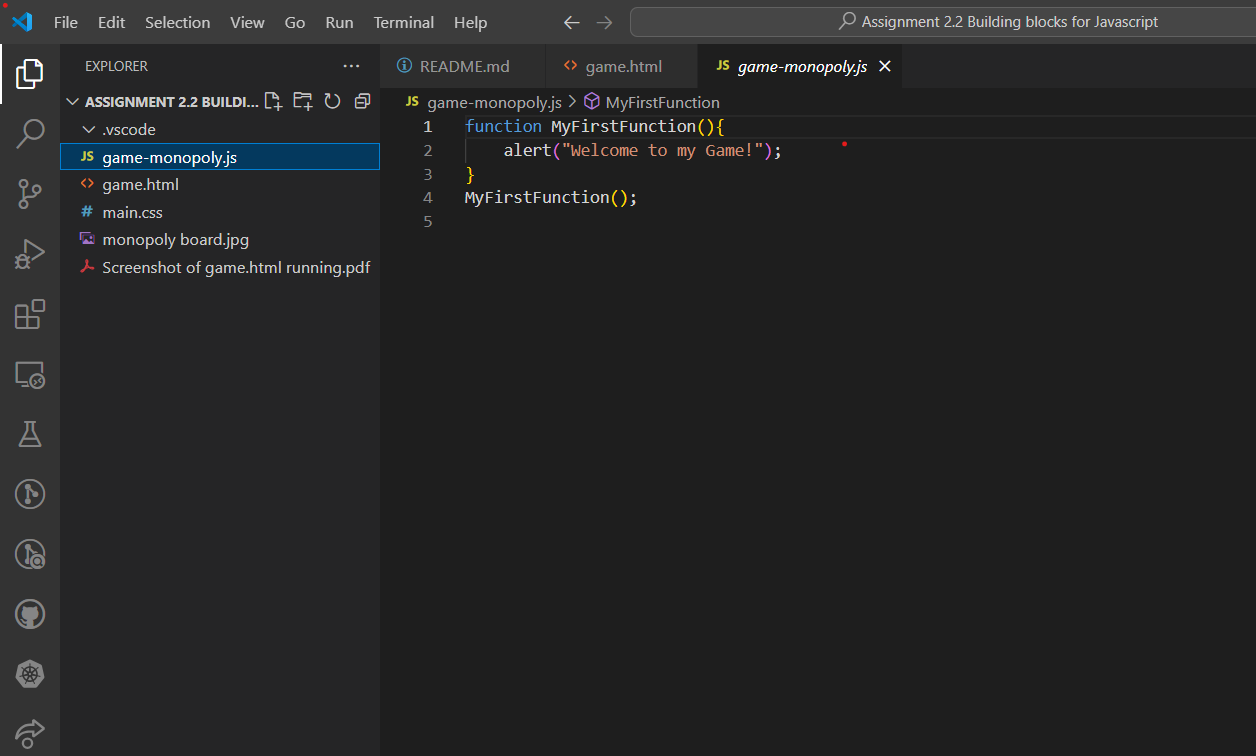 File Edit Selection View Go Run Terminal Help
Assignment 2.2 Building blocks for Javascript
EXPLORER
README.md
game.html
JS game-monopoly.js
ASSIGNMENT 2.2 BUILDI...
JS game-monopoly.js > MyFirstFunction
.vscode
JS game-monopoly.js
<> game.html
# main.css
monopoly board.jpg
Screenshot of game.html running.pdf
1 function MyFirstFunction(){
2 alert("Welcome to my Game!");
3 }
4 MyFirstFunction();
5